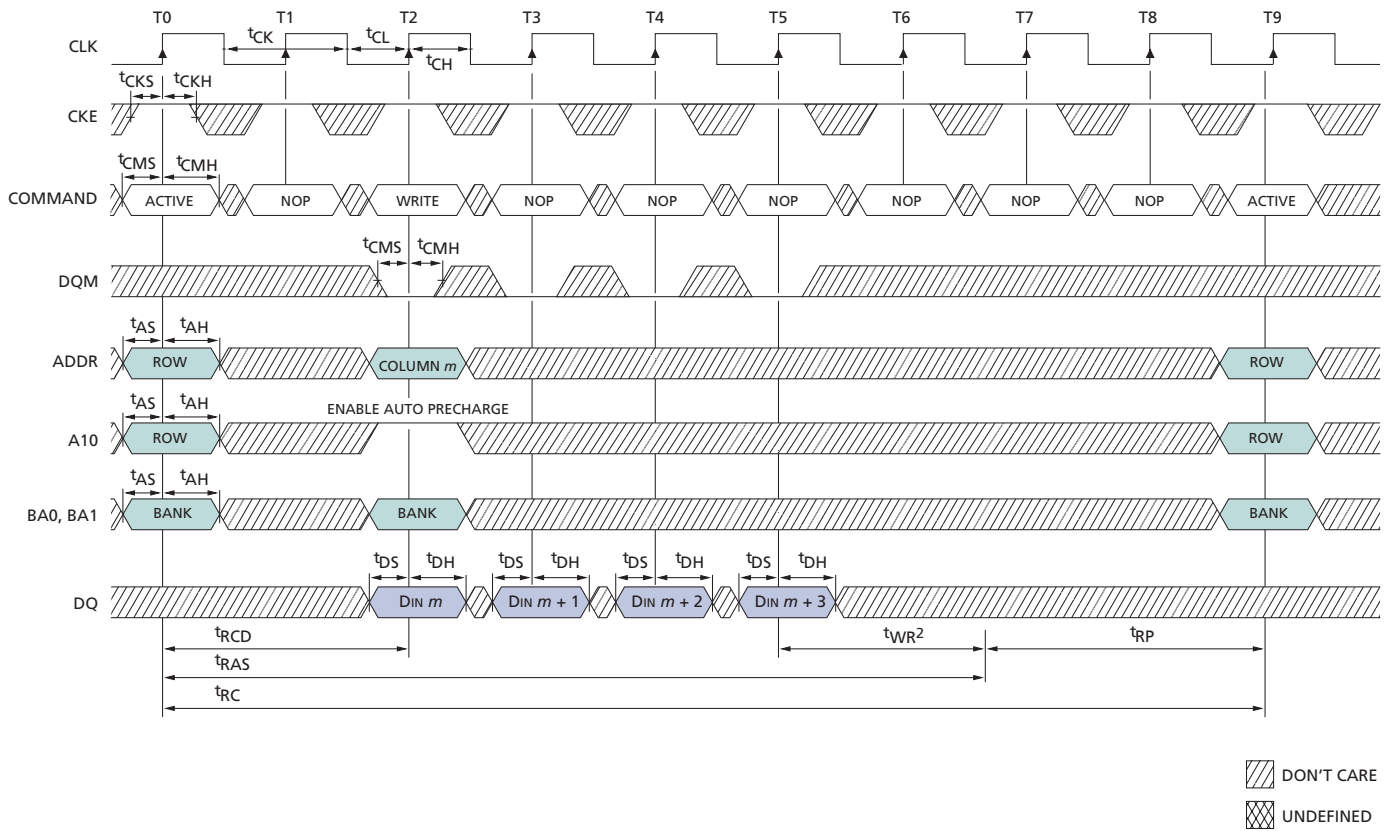 T0 T1 T2 T3 T4 T5 T6 T7 T8 T9
CLK
tCK tCL
tCH
tCKS tCKH
CKE
tCMS tCMH
COMMAND ACTIVE NOP WRITE NOP NOP NOP NOP NOP NOP ACTIVE
tCMS tCMH
DQM
tAS tAH
ADDR ROW COLUMN m ROW
ENABLE AUTO PRECHARGE
tAS tAH
A10 ROW ROW
tAS tAH
BA0, BA1 BANK BANK BANK
tDS tDH tDS tDH tDS tDH tDS tDH
DQ DIN m DIN m + 1 DIN m + 2 DIN m + 3
tRCD tWR2 tRP
tRAS
tRC
DON'T CARE
UNDEFINED